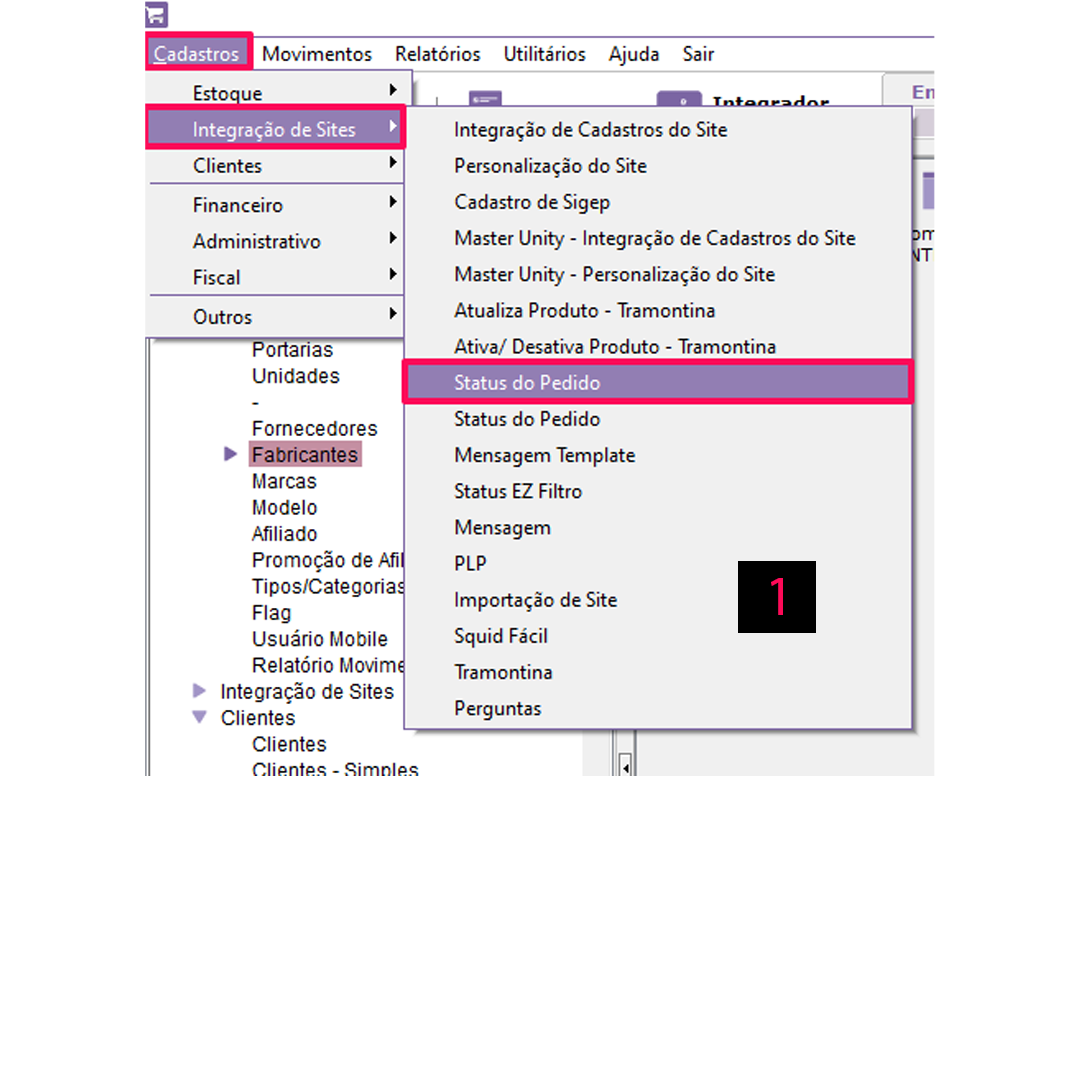 Cadastros Movimentos Relatórios Utilitários Ajuda Sair
Estoque
Integração de Sites
Clientes
Financeiro
Administrativo
Fiscal
Outros
Integrador
En
Integração de Cadastros do Site
Personalização do Site
Cadastro de Sigep
Master Unity - Integração de Cadastros do Site
Master Unity - Personalização do Site
Atualiza Produto - Tramontina
Ativa/ Desativa Produto - Tramontina
Status do Pedido
Status do Pedido
Mensagem Template
Status EZ Filtro
Mensagem
PLP
Importação de Site
Squid Fácil
Tramontina
Perguntas
om
NT
1
Portarias
Unidades
-
Fornecedores
Fabricantes
Marcas
Modelo
Afiliado
Promoção de Afil
Tipos/Categorias
Flag
Usuário Mobile
Relatório Movime
Integração de Sites
Clientes
Clientes
Clientes - Simples